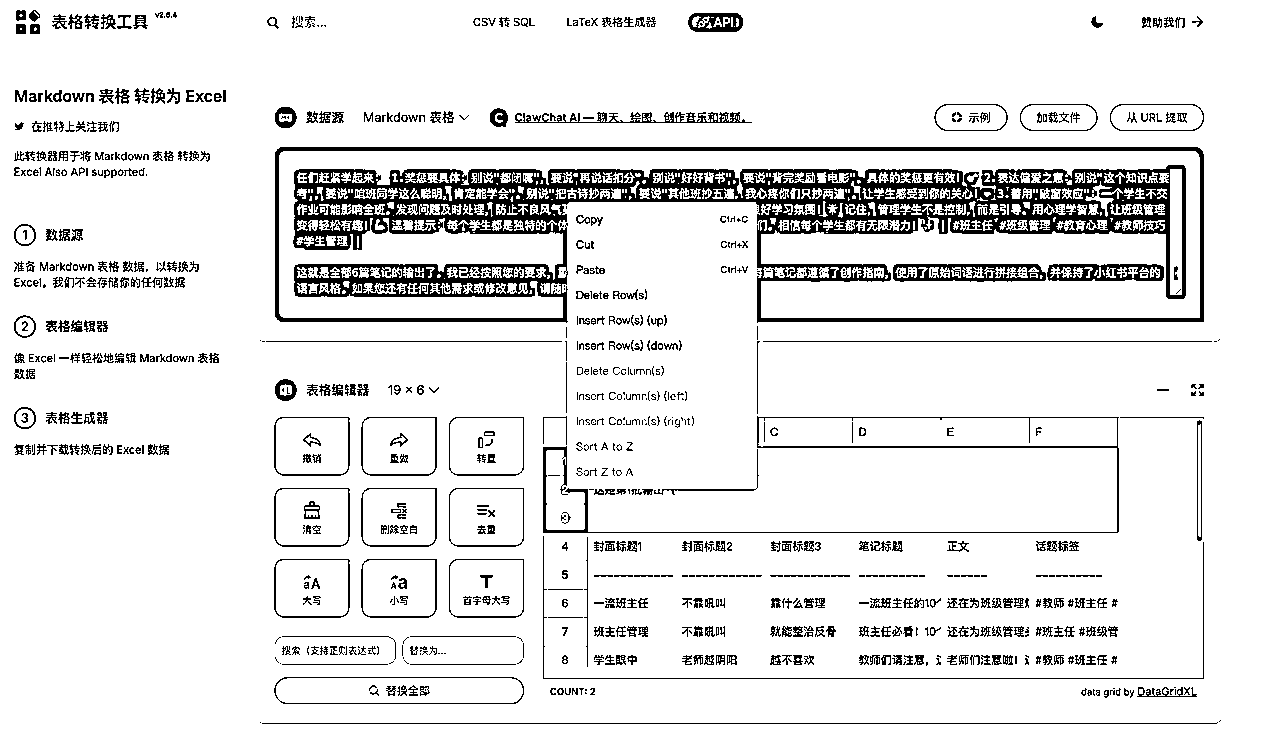 表格转换工具 v2.6.4
搜索...
CSV 转 SQL
LaTeX 表格生成器
API
赞助我们 →
Markdown 表格 转换为 Excel
在推特上关注我们
此转换器用于将 Markdown 表格 转换为
Excel Also API supported.
1 数据源
准备 Markdown 表格 数据，以转换为
Excel。我们不会存储你的任何数据
2 表格编辑器
像 Excel 一样轻松地编辑 Markdown 表格
数据
3 表格生成器
复制并下载转换后的 Excel 数据
数据源
Markdown 表格
ClawChat AI — 聊天、绘图、创作音乐和视频。
示例
加载文件
从 URL 提取
任们赶紧学起来： 1.奖惩要具体：别说"都闭嘴"，要说"再说话扣分"，别说"好好背书"，要说"背完奖励看电影"，具体的奖惩更有效！ 2.表达偏爱之意：别说"这个知识点要
考"，要说"咱班同学这么聪明，肯定能学会"，别说"把古诗抄两遍"，要说"其他班抄五遍，我心疼你们只抄两遍"，让学生感受到你的关心！ 3.善用"破窗效应"：一个学生不交
作业可能影响全班，发现问题及时处理，防止不良风气 好学习氛围！ 记住，管理学生不是控制，而是引导，用心理学智慧，让班级管理
变得轻松有趣！ 温馨提示：每个学生都是独特的个体 们，相信每个学生都有无限潜力！ | #班主任 #班级管理 #教育心理 #教师技巧
#学生管理 |
这就是全部6篇笔记的输出了，我已经按照您的要求， 每篇笔记都遵循了创作指南，使用了原始词语进行拼接组合，并保持了小红书平台的
语言风格，如果您还有任何其他需求或修改意见，请随时
Copy Ctrl+C
Cut Ctrl+X
Paste Ctrl+V
Delete Row(s)
Insert Row(s) (up)
Insert Row(s) (down)
Delete Column(s)
Insert Column(s) (left)
Insert Column(s) (right)
Sort A to Z
Sort Z to A
表格编辑器
19 × 6
撤销
重做
转置
清空
删除空白
去重
大写
小写
首字母大写
搜索（支持正则表达式）
替换为...
替换全部
C D E F
2
3
4 封面标题1 封面标题2 封面标题3 笔记标题 正文 话题标签
5 ------------ ------------ ------------ ---------- ------ ----------
6 一流班主任 不靠吼叫 靠什么管理 一流班主任的10 还在为班级管理 #教师 #班主任 #
7 班主任管理 不靠吼叫 就能整治反骨 班主任必看！10 还在为班级管理 #班主任 #班级管
8 学生眼中 老师越阴阳 越不喜欢 教师们请注意， 老师们注意啦！ #教师 #班主任 #
COUNT: 2
data grid by DataGridXL